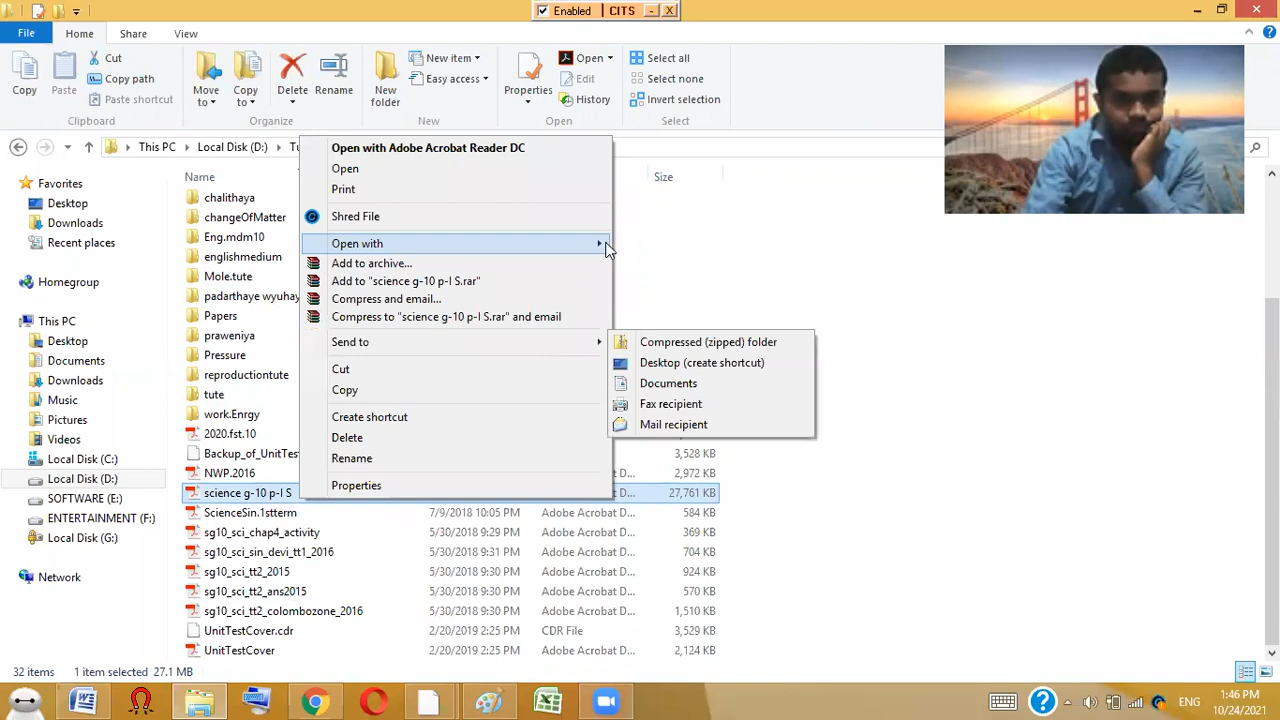 Enabled | CITS
File Home Share View
Copy
Paste
Cut
Copy path
Paste shortcut
Clipboard
Move to
Copy to
Delete
Rename
Organize
New folder
New item
Easy access
New
Properties
Open
Edit
History
Open
Select all
Select none
Invert selection
Select
This PC Local Disk (D:)
Favorites
Desktop
Downloads
Recent places
Homegroup
This PC
Desktop
Documents
Downloads
Music
Pictures
Videos
Local Disk (C:)
Local Disk (D:)
SOFTWARE (E:)
ENTERTAINMENT (F:)
Local Disk (G:)
Network
Name Size
chalithaya
changeOfMatter
Eng.mdm10
englishmedium
Mole.tute
padarthaye wyuhay
Papers
praweniya
Pressure
reproductiontute
tute
work.Enrgy
2020.fst.10
Backup_of_UnitTes 3,528 KB
NWP.2016 2,972 KB
science g-10 p-I S 27,761 KB
ScienceSin.1stterm 7/9/2018 10:05 PM Adobe Acrobat D... 584 KB
sg10_sci_chap4_activity 5/30/2018 9:29 PM Adobe Acrobat D... 369 KB
sg10_sci_sin_devi_tt1_2016 5/30/2018 9:31 PM Adobe Acrobat D... 704 KB
sg10_sci_tt2_2015 5/30/2018 9:30 PM Adobe Acrobat D... 924 KB
sg10_sci_tt2_ans2015 5/30/2018 9:30 PM Adobe Acrobat D... 570 KB
sg10_sci_tt2_colombozone_2016 5/30/2018 9:30 PM Adobe Acrobat D... 1,510 KB
UnitTestCover.cdr 2/20/2019 2:25 PM CDR File 3,529 KB
UnitTestCover 2/20/2019 2:25 PM Adobe Acrobat D... 2,124 KB
Open with Adobe Acrobat Reader DC
Open
Print
Shred File
Open with
Add to archive...
Add to "science g-10 p-I S.rar"
Compress and email...
Compress to "science g-10 p-I S.rar" and email
Send to
Cut
Copy
Create shortcut
Delete
Rename
Properties
Compressed (zipped) folder
Desktop (create shortcut)
Documents
Fax recipient
Mail recipient
32 items 1 item selected 27.1 MB
ENG
1:46 PM
10/24/2021